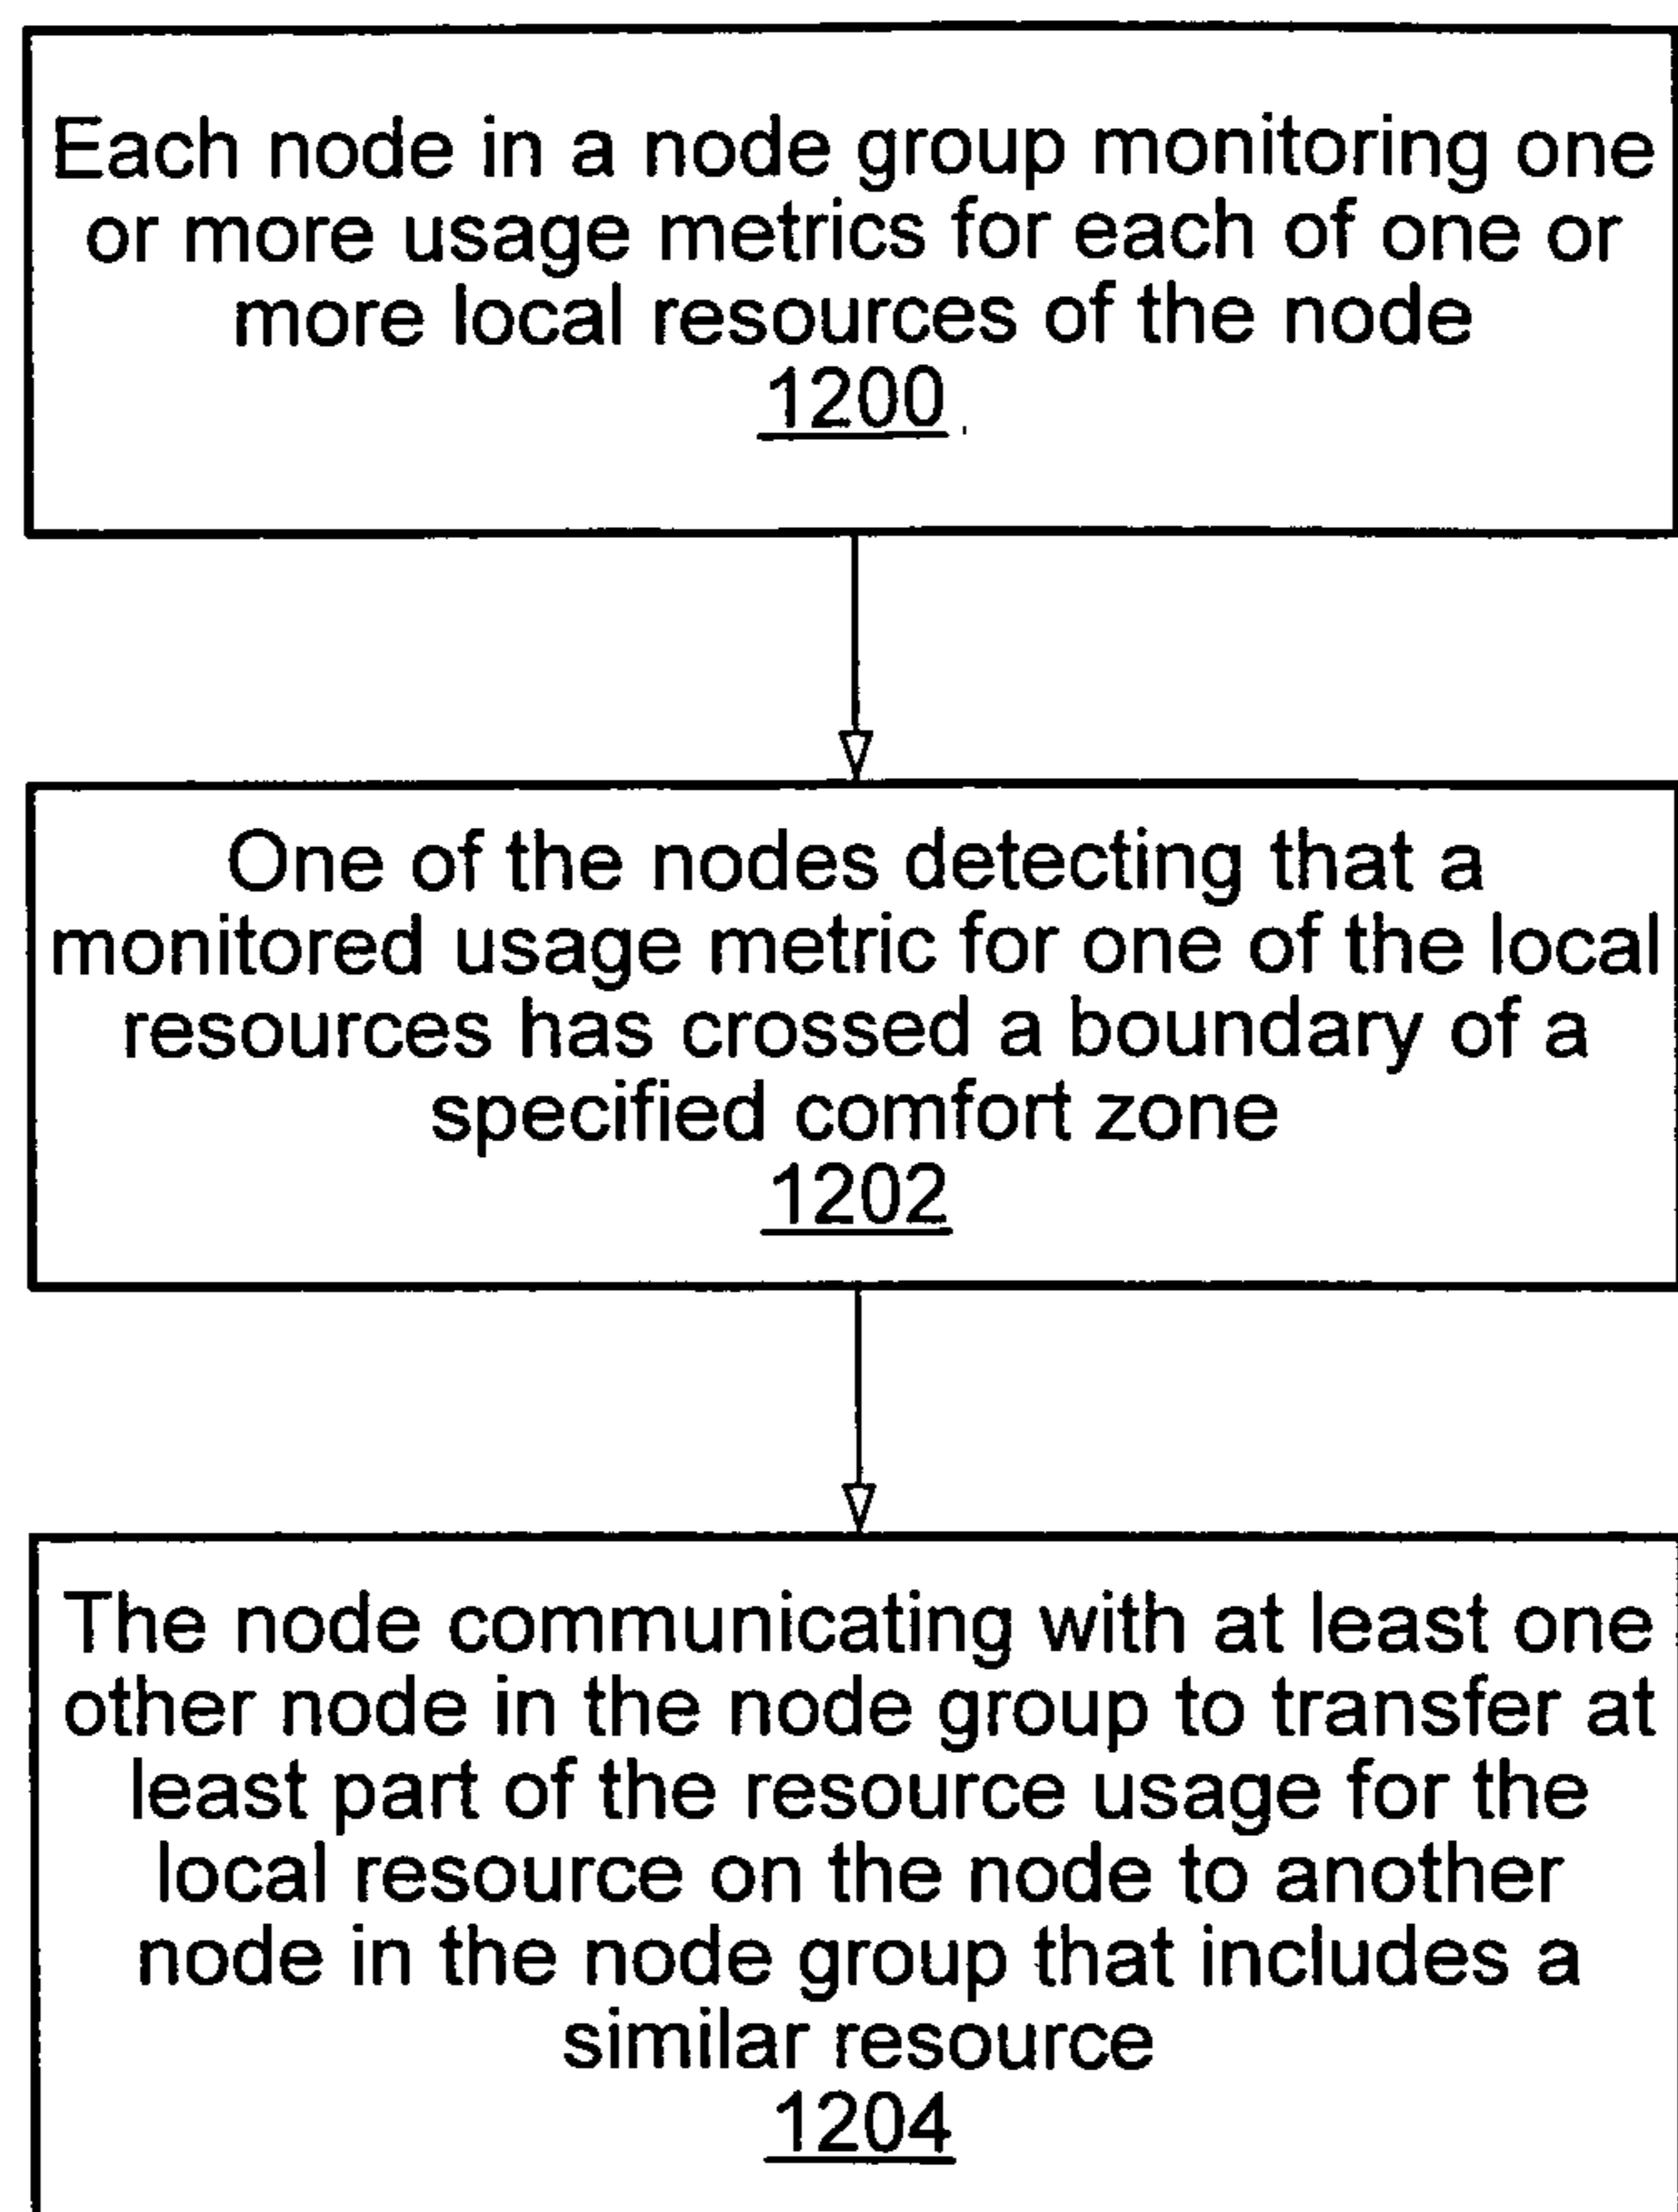 Each node in a node group monitoring one
or more usage metrics for each of one or
more local resources of the node
1200
One of the nodes detecting that a
monitored usage metric for one of the local
resources has crossed a boundary of a
specified comfort zone
1202
The node communicating with at least one
other node in the node group to transfer at
least part of the resource usage for the
local resource on the node to another
node in the node group that includes a
similar resource
1204